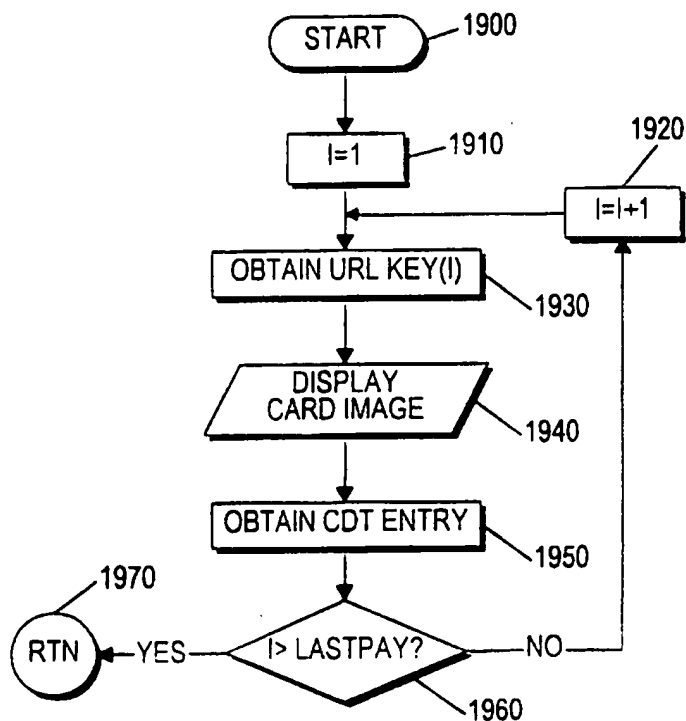 START
1900
I=1
1910
1920
I=I+1
OBTAIN URL KEY(I)
1930
DISPLAY
CARD IMAGE
1940
OBTAIN CDT ENTRY
1950
1970
RTN
YES
I> LASTPAY?
NO
1960